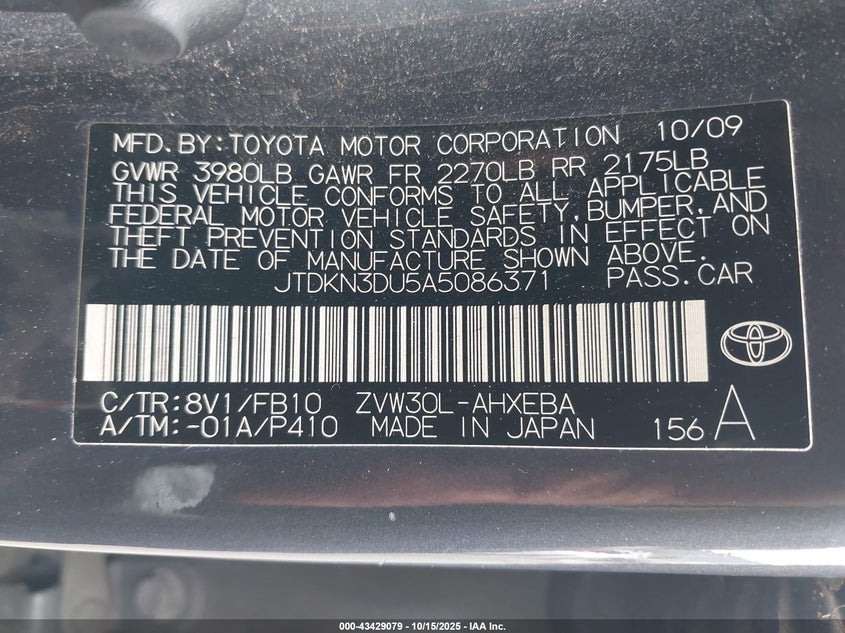 MFD.BY:TOYOTA MOTOR CORPORATION 10/09
GVWR 3980LB GAWR FR 2270LB RR 2175LB
THIS VEHICLE CONFORMS TO ALL APPLICABLE
FEDERAL MOTOR VEHICLE SAFETY,BUMPER,AND
THEFT PREVENTION STANDARDS IN EFFECT ON
THE DATE OF MANUFACTURE SHOWN ABOVE.
JTDKN3DU5A5086371 PASS.CAR
C/TR:8V1/FB10 ZVW30L-AHXEBA
A/TM:-01A/P410 MADE IN JAPAN 156 A
000-43429079 - 10/15/2025 - IAA Inc.